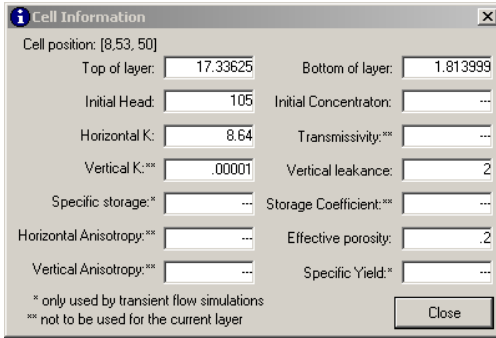 Cell Information
Cell position: [8,53, 50]
Top of layer: 17.33625 Bottom of layer: 1.813999
Initial Head: 105 Initial Concentraton: ---
Horizontal K: 8.64 Transmissivity:** ---
Vertical K:** .00001 Vertical leakance: 2
Specific storage:* --- Storage Coefficient:** ---
Horizontal Anisotropy:** --- Effective porosity: .2
Vertical Anisotropy:** --- Specific Yield:* ---
* only used by transient flow simulations
** not to be used for the current layer
Close